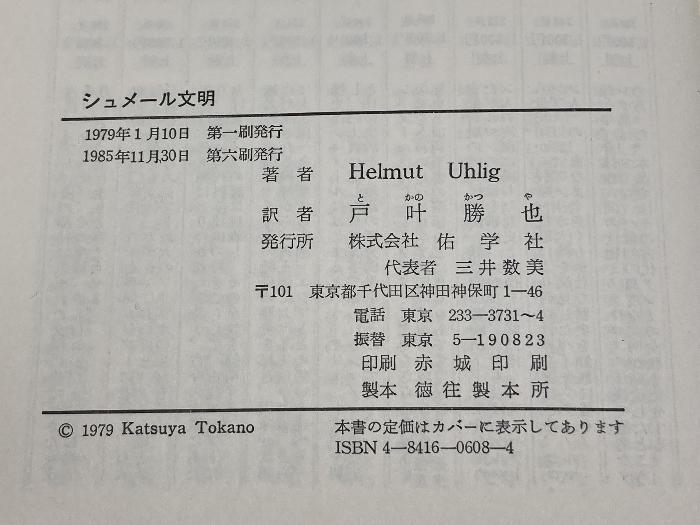 シュメール文明
1979年1月10日 第一刷発行
1985年11月30日 第六刷発行
著者 Helmut Uhlig
と かの かつ や
訳者 戸叶勝也
発行所 株式会社 佑学社
代表者 三井数美
〒101 東京都千代田区神田神保町1―46
電話 東京 233―3731～4
振替 東京 5―190823
印刷 赤城印刷
製本 徳住製本所
© 1979 Katsuya Tokano 本書の定価はカバーに表示してあります
ISBN 4―8416―0608―4